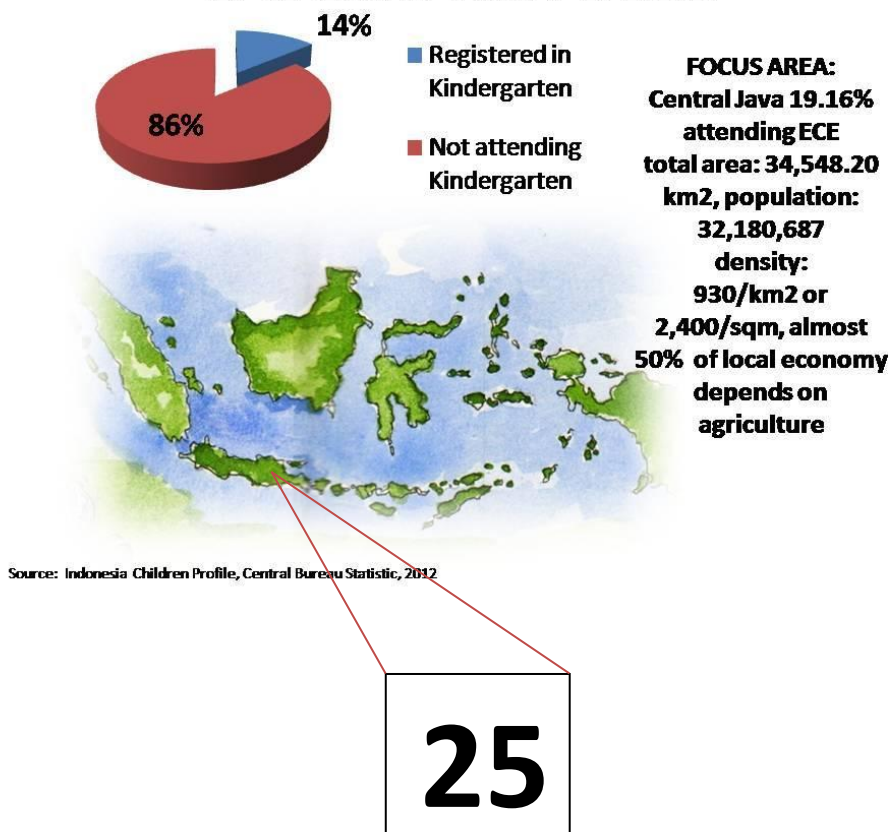 14%
86%
Registered in
Kindergarten
Not attending
Kindergarten
FOCUS AREA:
Central Java 19.16%
attending ECE
total area: 34,548.20
km2, population:
32,180,687
density:
930/km2 or
2,400/sqm, almost
50% of local economy
depends on
agriculture
Source: Indonesia Children Profile, Central Bureau Statistic, 2012
25